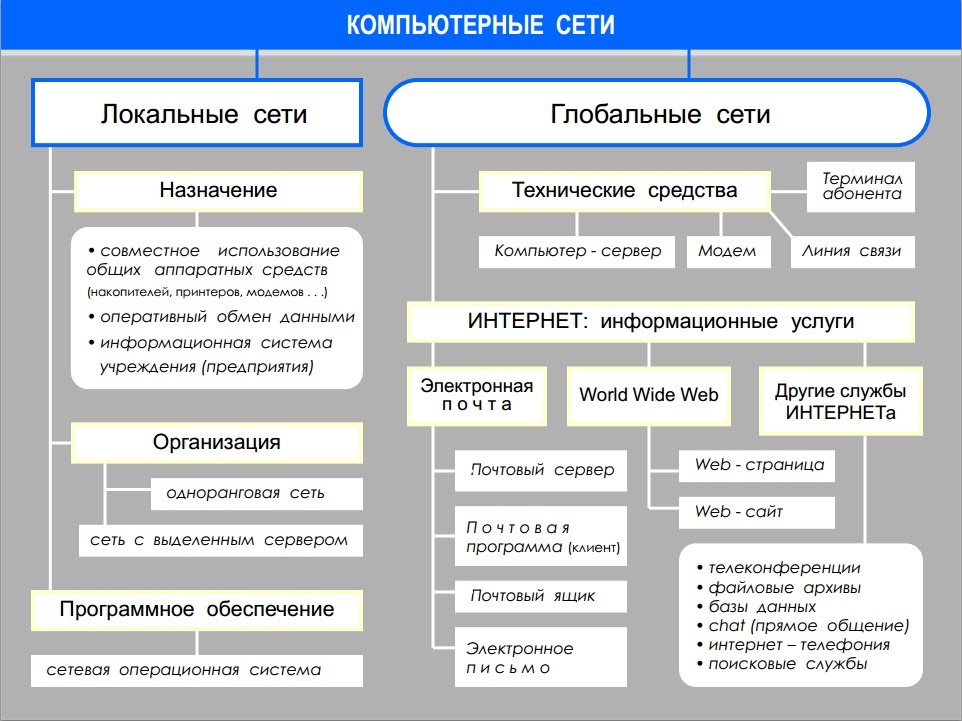 КОМПЬЮТЕРНЫЕ СЕТИ
Локальные сети
Назначение
• совместное использование
общих аппаратных средств
(накопителей, принтеров, модемов . . .)
• оперативный обмен данными
• информационная система
учреждения (предприятия)
Организация
одноранговая сеть
сеть с выделенным сервером
Программное обеспечение
сетевая операционная система
Глобальные сети
Технические средства
Терминал
абонента
Компьютер - сервер
Модем
Линия связи
ИНТЕРНЕТ: информационные услуги
Электронная
почта
Почтовый сервер
Почтовая
программа (клиент)
Почтовый ящик
Электронное
письмо
World Wide Web
Web - страница
Web - сайт
Другие службы
ИНТЕРНЕТа
• телеконференции
• файловые архивы
• базы данных
• chat (прямое общение)
• интернет – телефония
• поисковые службы